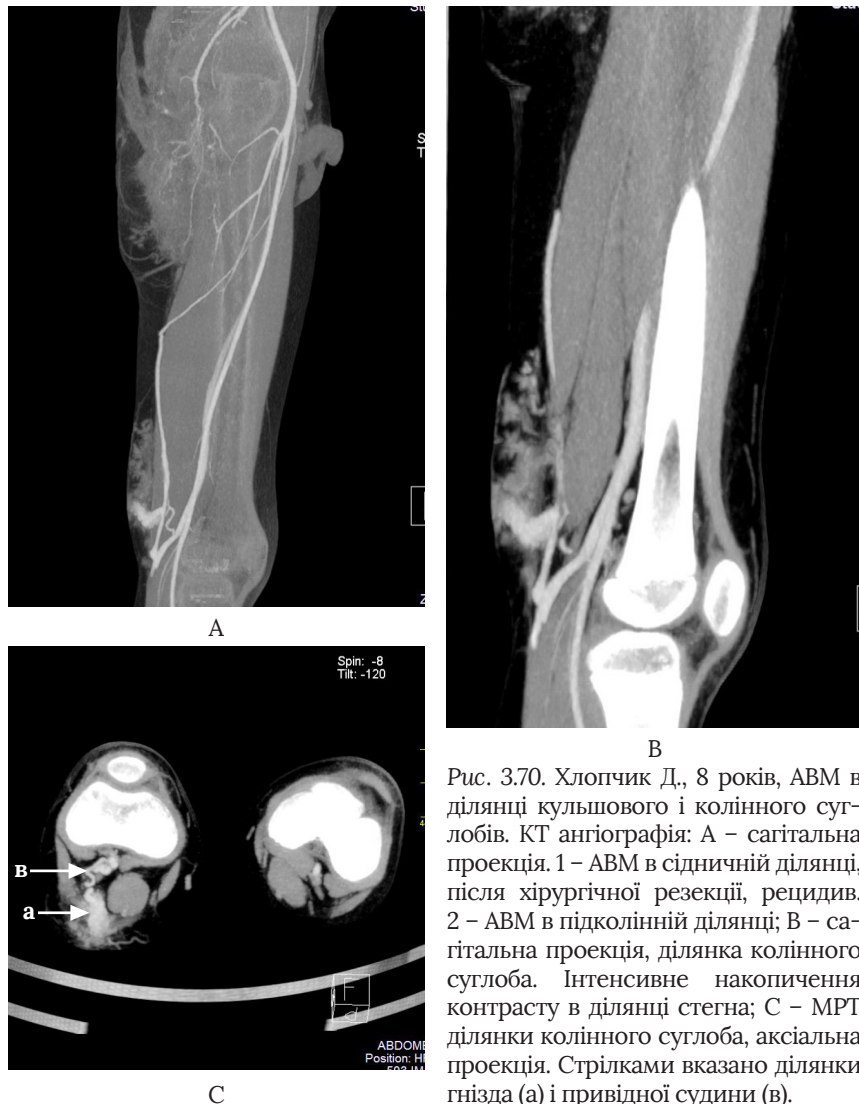 A
B
Spin: -8
Tilt: -120
в
а
ABDOME
Position: HF
C
Рис. 3.70. Хлопчик Д., 8 років, АВМ в
ділянці кульшового і колінного суг-
лобів. КТ ангіографія: А – сагітальна
проекція. 1 – АВМ в сідничній ділянці,
після хірургічної резекції, рецидив.
2 – АВМ в підколінній ділянці; В – са-
гітальна проекція, ділянка колінного
суглоба. Інтенсивне накопичення
контрасту в ділянці стегна; С – МРТ
ділянки колінного суглоба, аксіальна
проекція. Стрілками вказано ділянки
гнізда (а) і привідної судини (в).